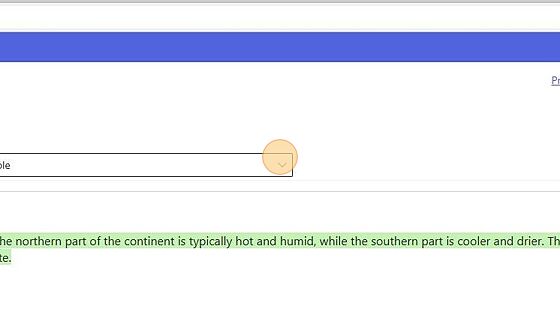 Pr
ole
he northern part of the continent is typically hot and humid, while the southern part is cooler and drier. Th
te.